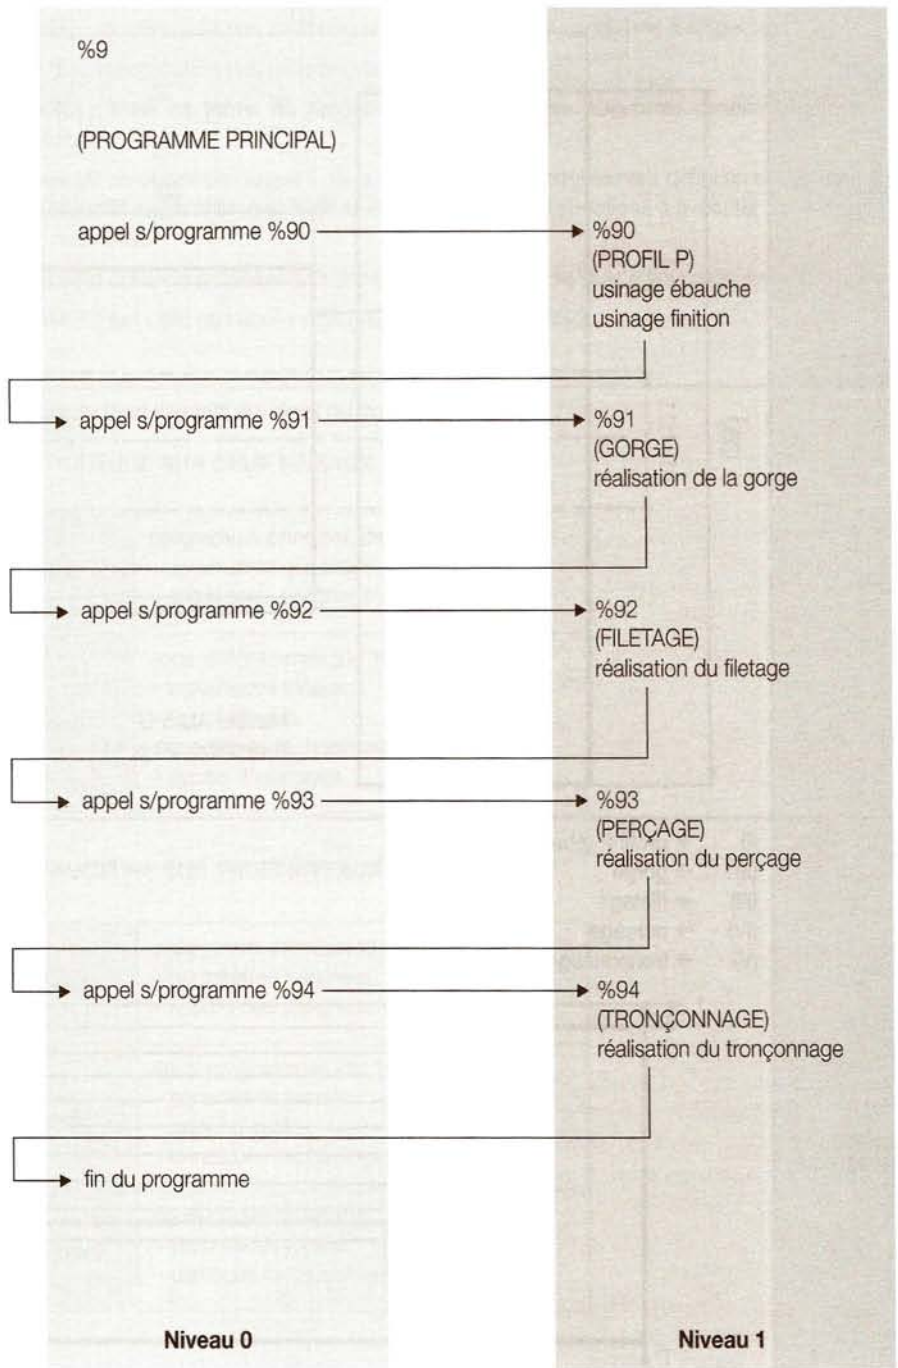 %9
(PROGRAMME PRINCIPAL)
appel s/programme %90
%90
(PROFIL P)
usinage ébauche
usinage finition
appel s/programme %91
%91
(GORGE)
réalisation de la gorge
appel s/programme %92
%92
(FILETAGE)
réalisation du filetage
appel s/programme %93
%93
(PERÇAGE)
réalisation du perçage
appel s/programme %94
%94
(TRONÇONNAGE)
réalisation du tronçonnage
fin du programme
Niveau 0
Niveau 1